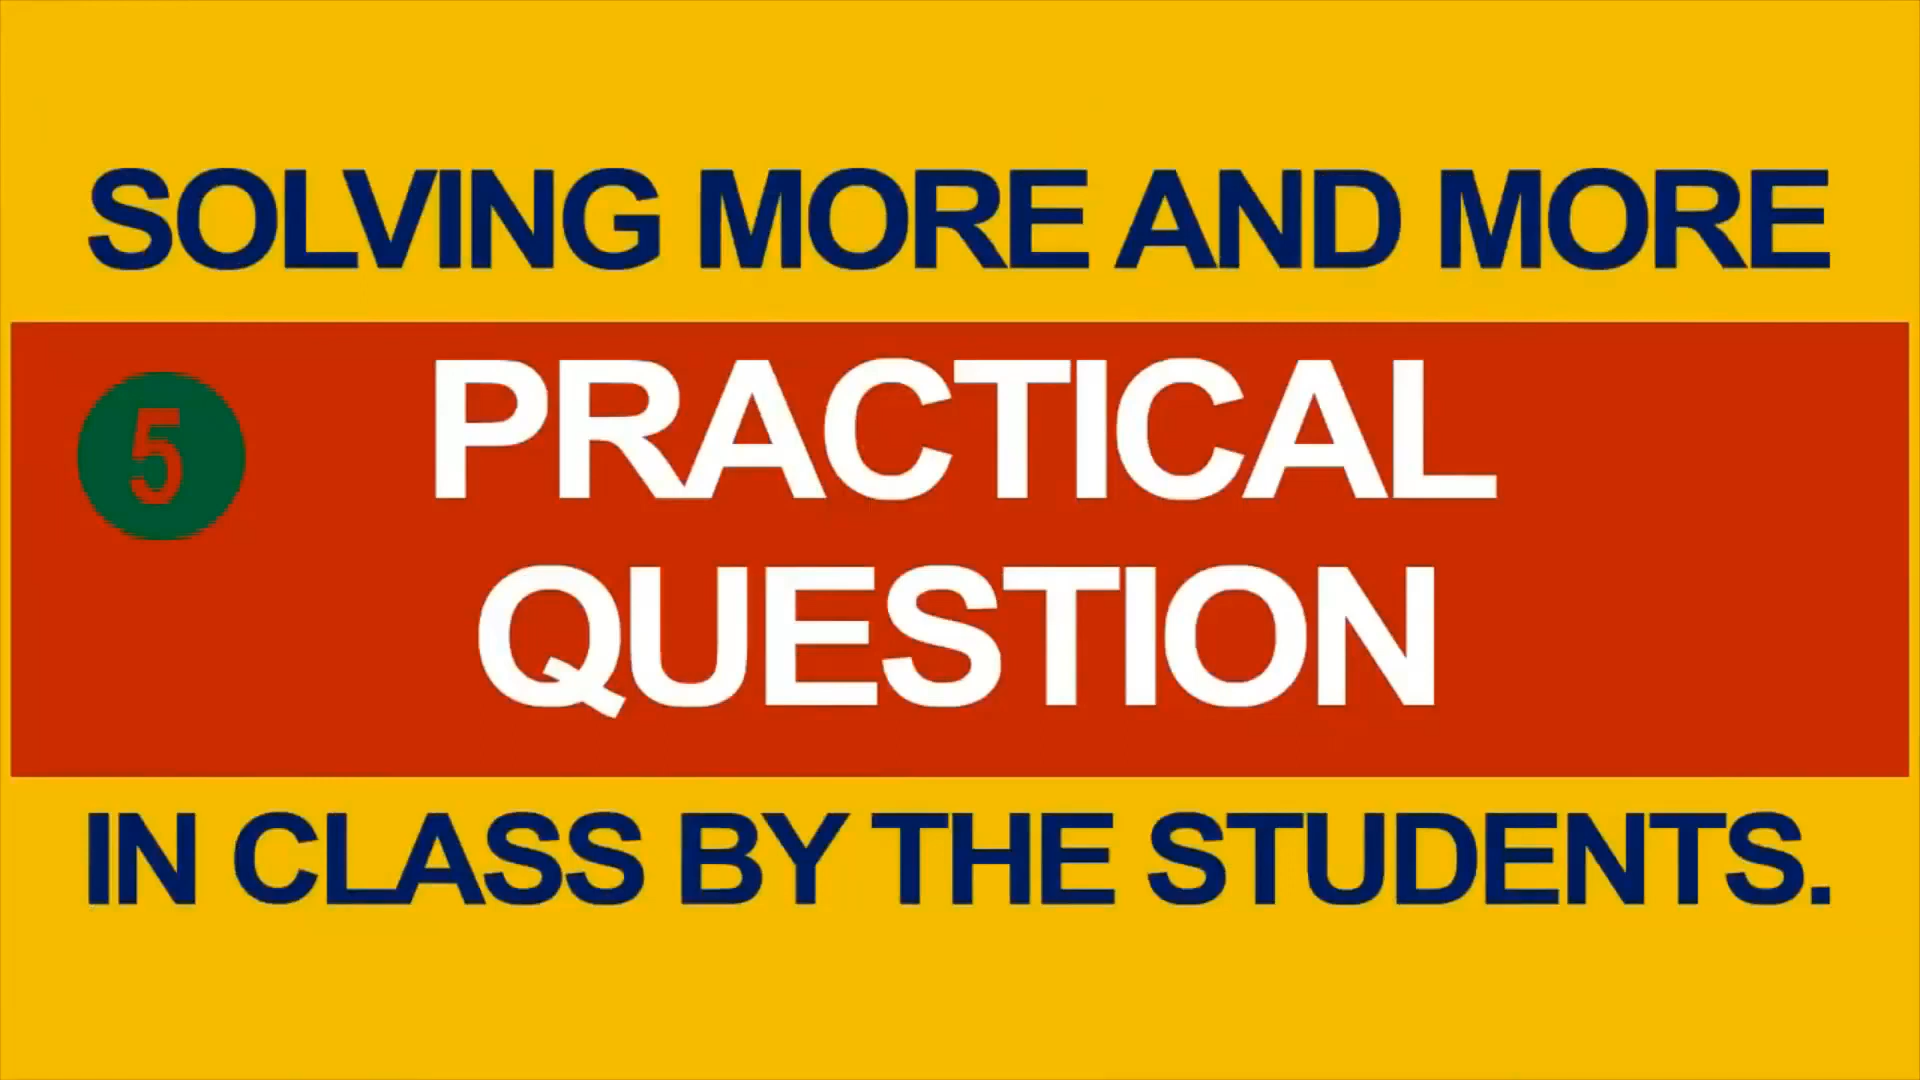 SOLVING MORE AND MORE
5 PRACTICAL
QUESTION
IN CLASS BY THE STUDENTS.